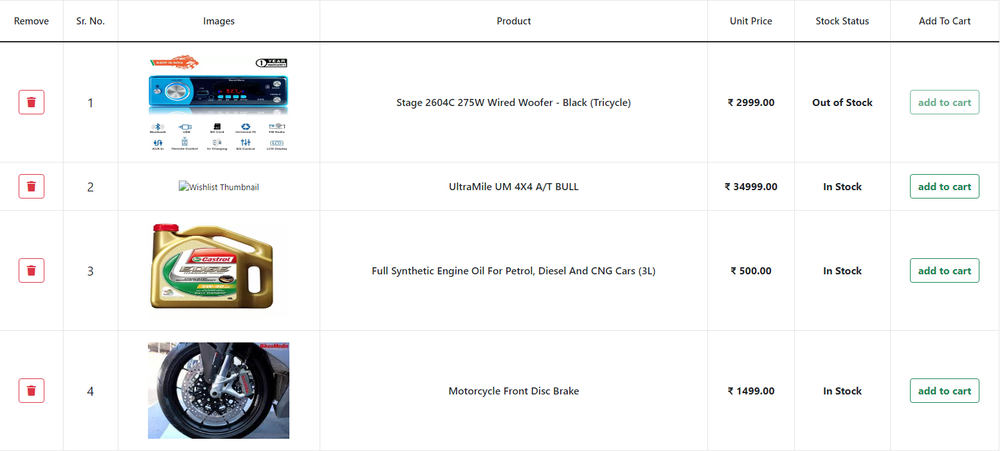 Remove Sr. No. Images Product Unit Price Stock Status Add To Cart
MADE IN INDIA 1 YEAR WARRANTY
1 Stage 2604C 275W Wired Woofer - Black (Tricycle) ₹ 2999.00 Out of Stock add to cart
Bluetooth USB SD Card Universal fit FM Radio
AUX In Remote Control 5v Charging EQ Control LCD Display
2 Wishlist Thumbnail UltraMile UM 4X4 A/T BULL ₹ 34999.00 In Stock add to cart
Castrol
EDGE
3 Full Synthetic Engine Oil For Petrol, Diesel And CNG Cars (3L) ₹ 500.00 In Stock add to cart
5W-40
FULLY SYNTHETIC
4L
BikesMedia
4 Motorcycle Front Disc Brake ₹ 1499.00 In Stock add to cart